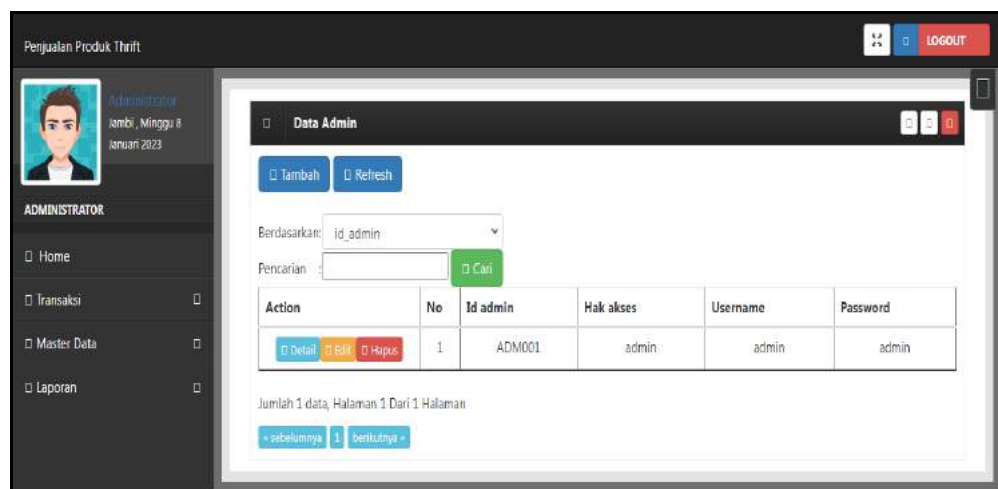 Penjualan Produk Thrift
LOGOUT
Administrator
Jambi , Minggu 8
Januari 2023
ADMINISTRATOR
Home
Transaksi
Master Data
Laporan
Data Admin
Tambah Refresh
Berdasarkan: id_admin
Pencarian :
Cari
Action No Id admin Hak akses Username Password
Detail Edit Hapus 1 ADM001 admin admin admin
Jumlah 1 data, Halaman 1 Dari 1 Halaman
« sebelumnya 1 berikutnya »